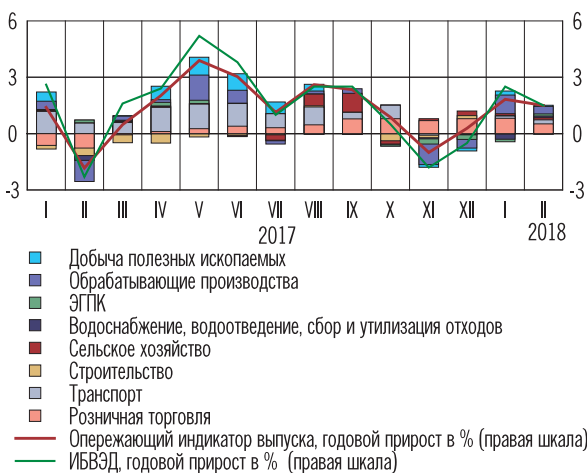 6 6
3 3
0 0
-3 -3
I II III IV V VI VII VIII IX X XI XII I II
2017 2018
Добыча полезных ископаемых
Обрабатывающие производства
ЭГПК
Водоснабжение, водоотведение, сбор и утилизация отходов
Сельское хозяйство
Строительство
Транспорт
Розничная торговля
Опережающий индикатор выпуска, годовой прирост в % (правая шкала)
ИБВЭД, годовой прирост в % (правая шкала)